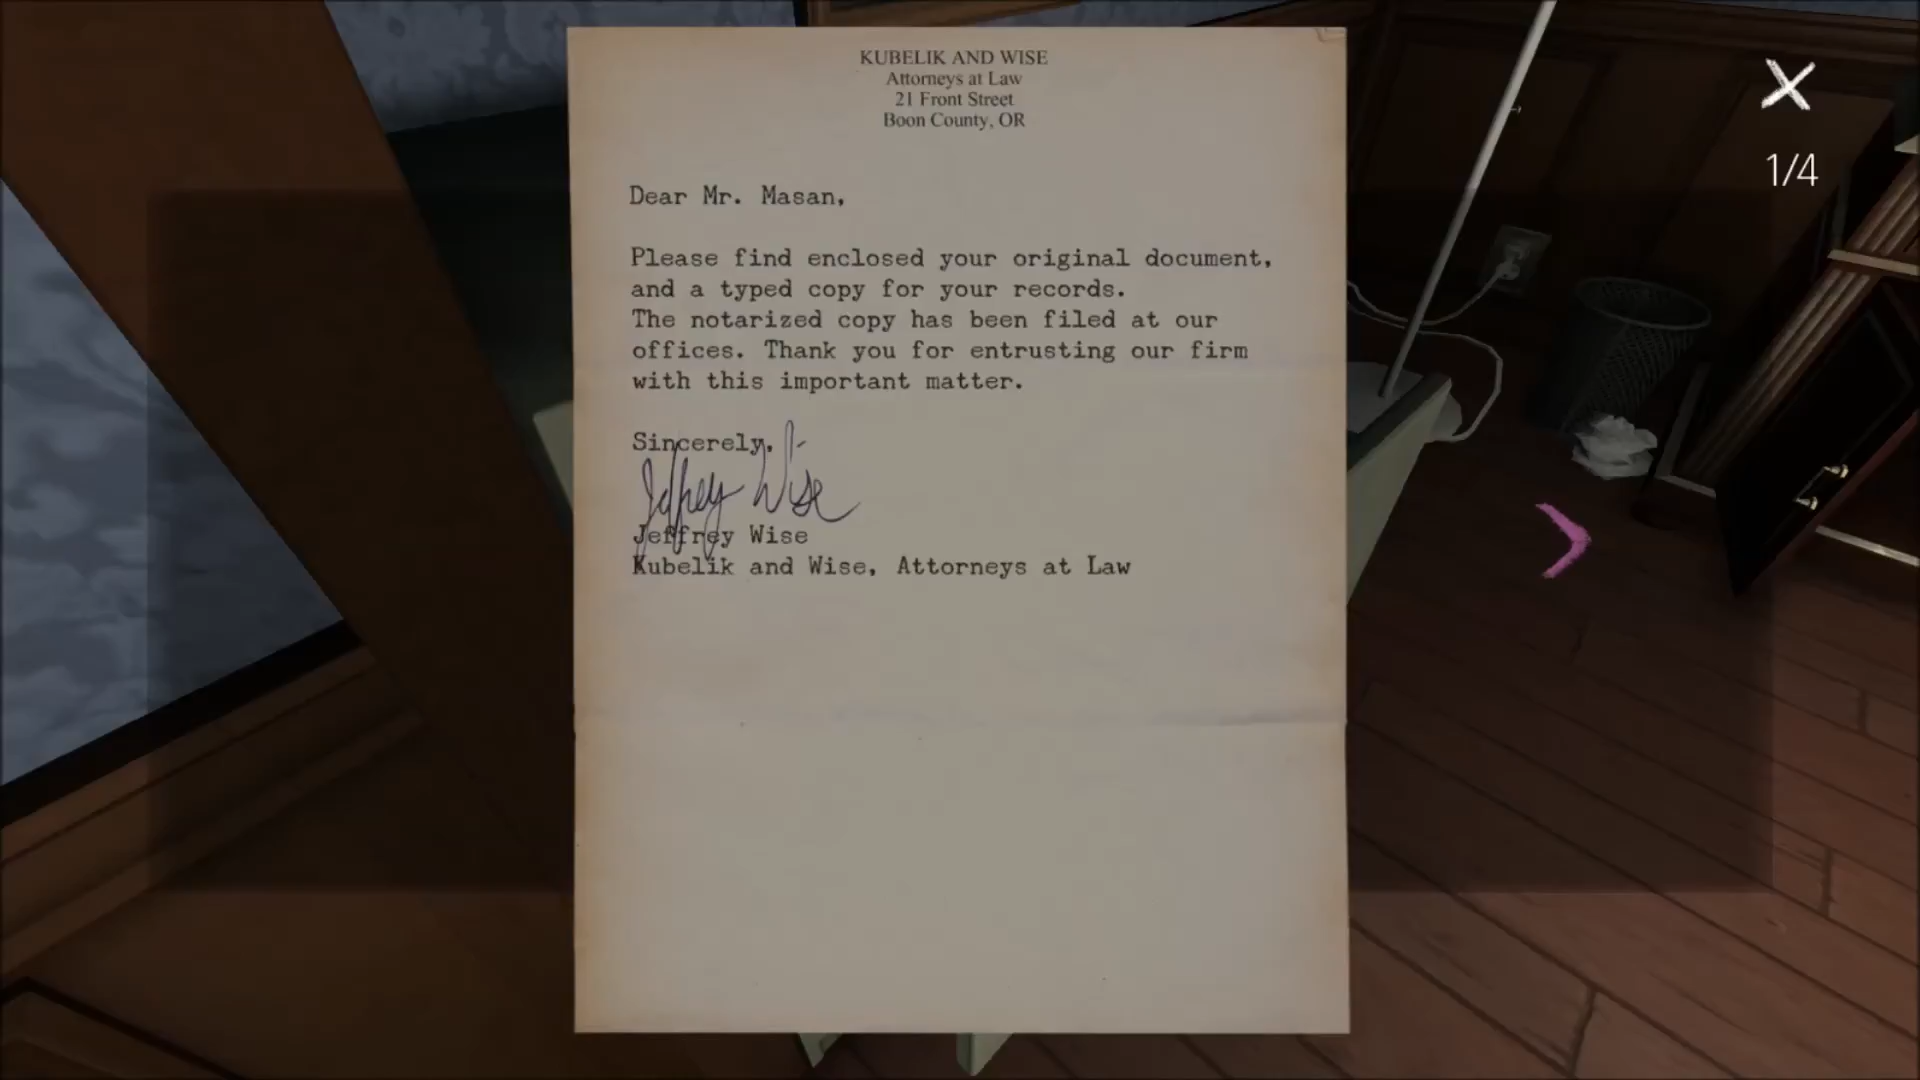 KUBELIK AND WISE
Attorneys at Law
21 Front Street
Boon County, OR
1/4
Dear Mr. Masan,
Please find enclosed your original document,
and a typed copy for your records.
The notarized copy has been filed at our
offices. Thank you for entrusting our firm
with this important matter.
Sincerely,
Jeffrey Wise
Jeffrey Wise
Kubelik and Wise, Attorneys at Law